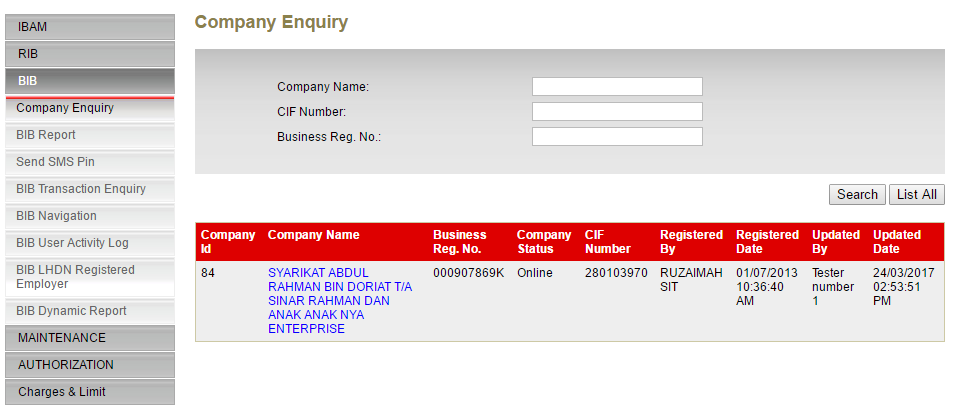 IBAM
RIB
BIB
Company Enquiry
BIB Report
Send SMS Pin
BIB Transaction Enquiry
BIB Navigation
BIB User Activity Log
BIB LHDN Registered
Employer
BIB Dynamic Report
MAINTENANCE
AUTHORIZATION
Charges & Limit
Company Enquiry
Company Name:
CIF Number:
Business Reg. No.:
Search List All
Company Id Company Name Business Reg. No. Company Status CIF Number Registered By Registered Date Updated By Updated Date
84
SYARIKAT ABDUL
RAHMAN BIN DORIAT T/A
SINAR RAHMAN DAN
ANAK ANAK NYA
ENTERPRISE
000907869K
Online
280103970
RUZAIMAH
SIT
01/07/2013
10:36:40
AM
Tester
number
1
24/03/2017
02:53:51
PM